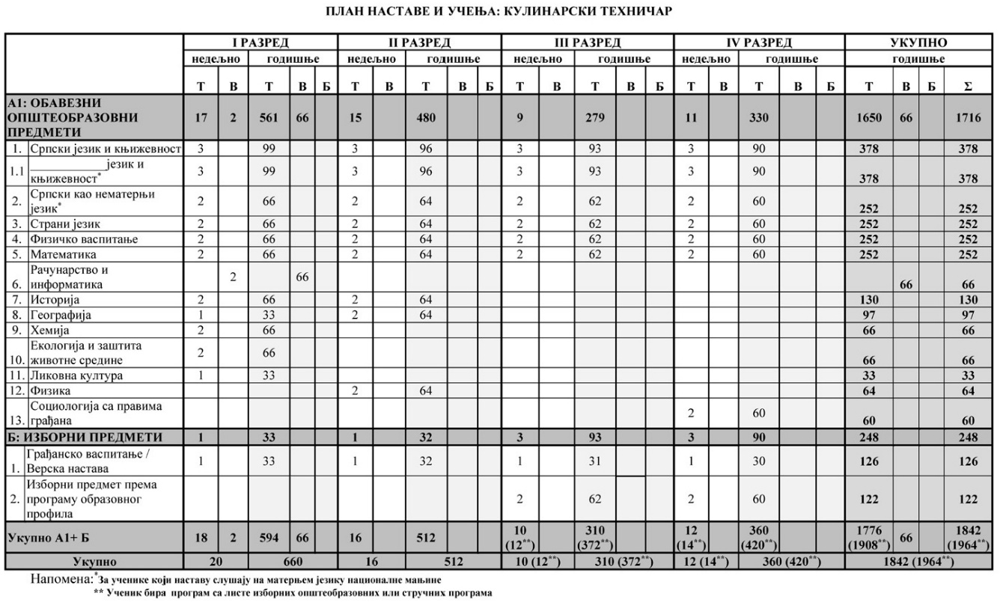 ПЛАН НАСТАВЕ И УЧЕЊА: КУЛИНАРСКИ ТЕХНИЧАР
I РАЗРЕД II РАЗРЕД III РАЗРЕД IV РАЗРЕД УКУПНО
недељно годишње недељно годишње недељно годишње недељно годишње годишње
Т В Т В Б Т В Т В Б Т В Т В Б Т В Т В Б Т В Б Σ
А1: ОБАВЕЗНИ
ОПШТЕОБРАЗОВНИ
ПРЕДМЕТИ
17 2 561 66 15 480 9 279 11 330 1650 66 1716
1. Српски језик и књижевност 3 99 3 96 3 93 3 90 378 378
1.1 ______________језик и
књижевност* 3 99 3 96 3 93 3 90 378 378
2. Српски као нематерњи
језик* 2 66 2 64 2 62 2 60 252 252
3. Страни језик 2 66 2 64 2 62 2 60 252 252
4. Физичко васпитање 2 66 2 64 2 62 2 60 252 252
5. Математика 2 66 2 64 2 62 2 60 252 252
Рачунарство и
6. информатика 2 66 66 66
7. Историја 2 66 2 64 130 130
8. Географија 1 33 2 64 97 97
9. Хемија 2 66 66 66
Екологија и заштита
10. животне средине 2 66 66 66
11. Ликовна култура 1 33 33 33
12. Физика 2 64 64 64
Социологија са правима
13. грађана 2 60 60 60
Б: ИЗБОРНИ ПРЕДМЕТИ 1 33 1 32 3 93 3 90 248 248
Грађанско васпитање /
1. Верска настава 1 33 1 32 1 31 1 30 126 126
Изборни предмет према
2. програму образовног
профила 2 62 2 60 122 122
Укупно А1+ Б 18 2 594 66 16 512 10 (12**) 310 (372**) 12 (14**) 360 (420**) 1776 (1908**) 66 1842 (1964**)
Укупно 20 660 16 512 10 (12**) 310 (372**) 12 (14**) 360 (420**) 1842 (1964**)
Напомена:*За ученике који наставу слушају на матерњем језику националне мањине
** Ученик бира програм са листе изборних општеобразовних или стручних програма